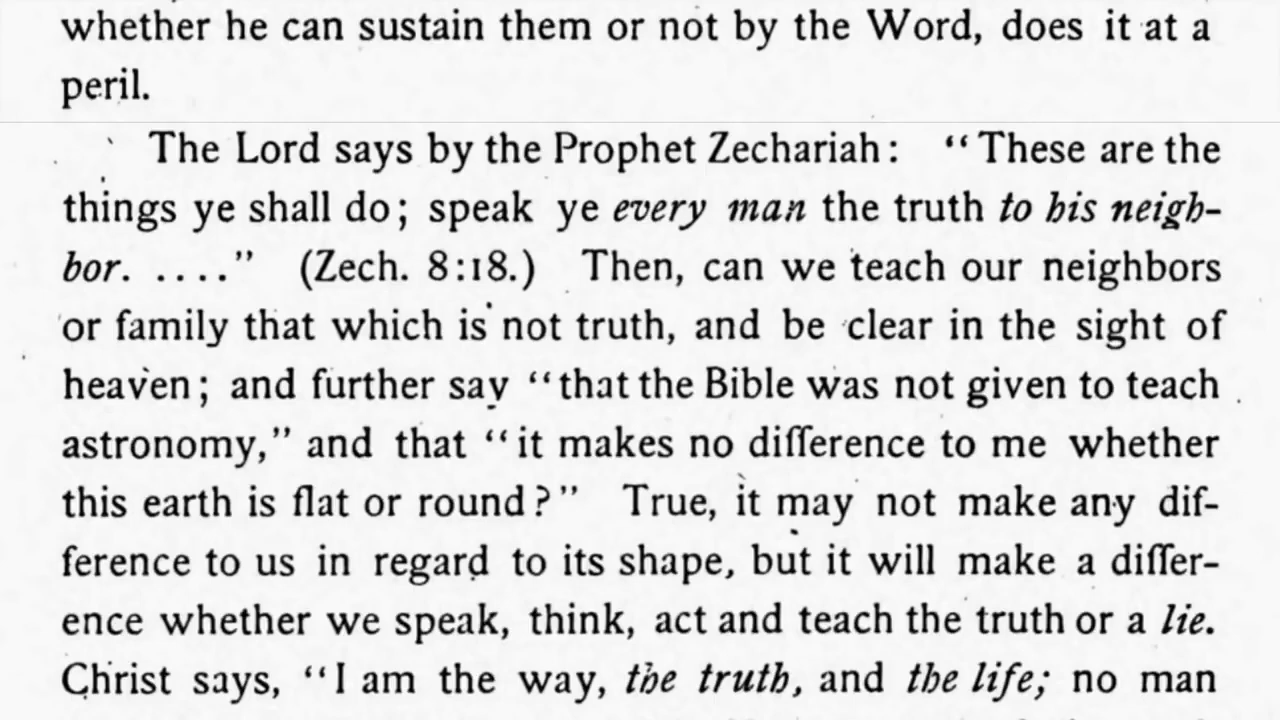 whether he can sustain them or not by the Word, does it at a
peril.
The Lord says by the Prophet Zechariah: "These are the
things ye shall do; speak ye every man the truth to his neigh-
bor. ...." (Zech. 8:18.) Then, can we teach our neighbors
or family that which is not truth, and be clear in the sight of
heaven; and further say "that the Bible was not given to teach
astronomy," and that "it makes no difference to me whether
this earth is flat or round?" True, it may not make any dif-
ference to us in regard to its shape, but it will make a differ-
ence whether we speak, think, act and teach the truth or a lie.
Christ says, "I am the way, the truth, and the life; no man